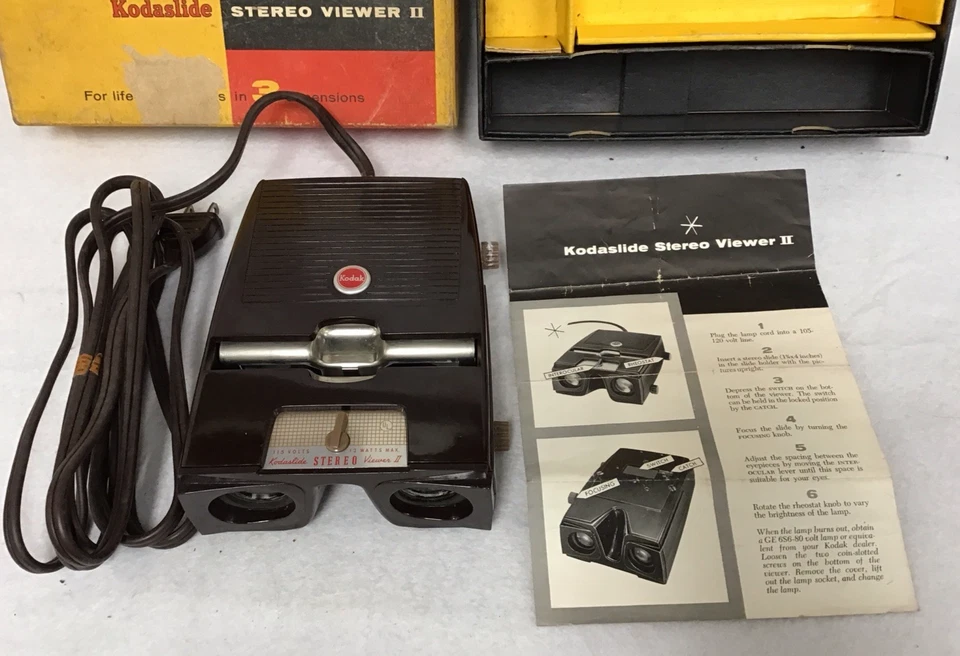 Kodaslide STEREO VIEWER II
For life s in 3 ensions
Kodak
110 VOLTS WATTS MAX.
Kodaslide STEREO Viewer II
Kodaslide Stereo Viewer II
INTEROCULAR RHEOSTAT
SWITCH
CATCH
FOCUSING
1
Plug the lamp cord into a 105-
120-volt line.
2
Insert a stereo slide (1⅝x4 inches)
in the slide holder with the pic-
tures upright.
3
Depress the SWITCH on the bot-
tom of the viewer. The switch
can be held in the locked position
by the CATCH.
4
Focus the slide by turning the
FOCUSING knob.
5
Adjust the spacing between the
eyepieces by moving the INTER-
OCULAR lever until this space is
suitable for your eyes.
6
Rotate the rheostat knob to vary
the brightness of the lamp.
When the lamp burns out, obtain
a GE 6S6-80 volt lamp or equiva-
lent from your Kodak dealer.
Loosen the two coin-slotted
screws on the bottom of the
viewer. Remove the cover, lift
out the lamp socket, and change
the lamp.